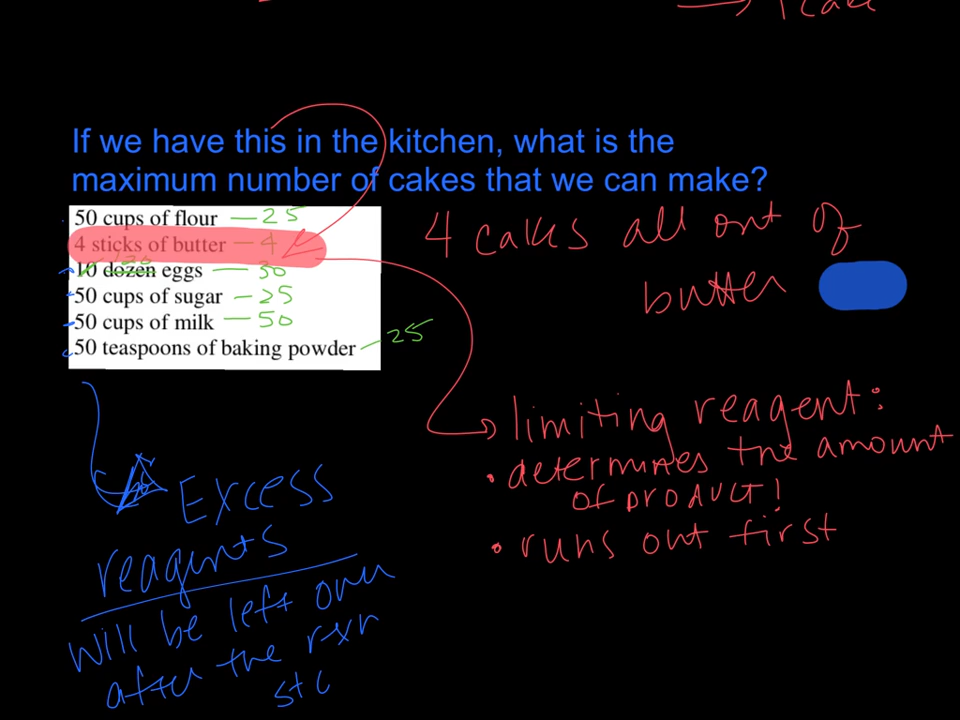 If we have this in the kitchen, what is the
maximum number of cakes that we can make?
50 cups of flour — 25
4 sticks of butter — 4
10 dozen eggs — 30
120
50 cups of sugar — 25
50 cups of milk — 50
50 teaspoons of baking powder — 25
4 cakes all out of
butter
limiting reagent:
• determines the amount
of product!
• runs out first
Excess
reagents
will be left over
after the rxn